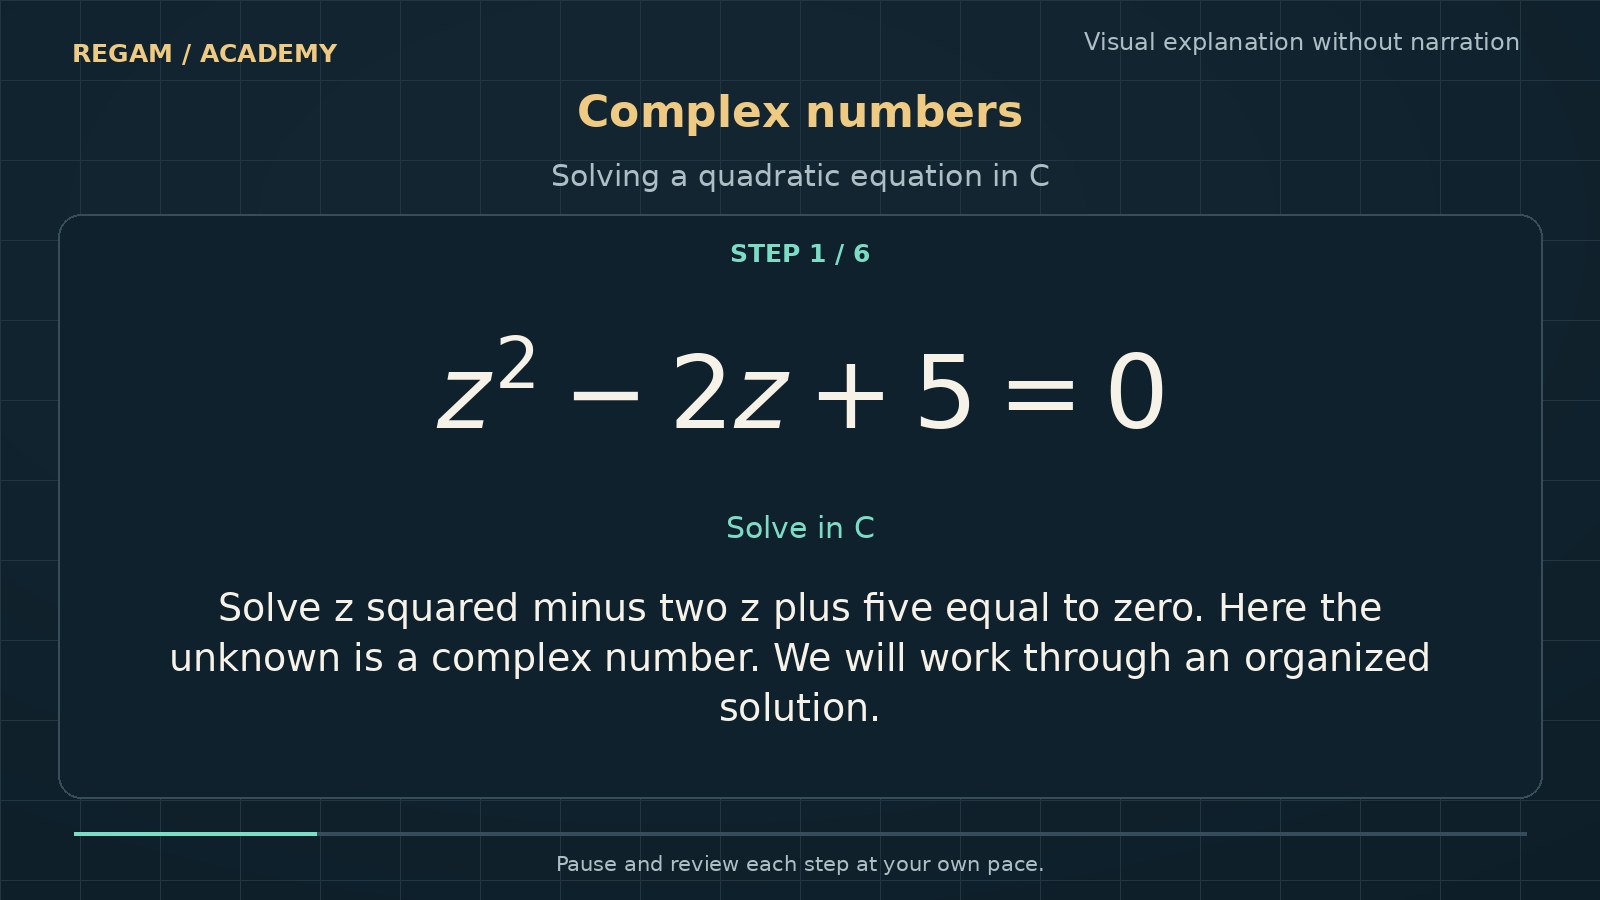 REGAM / ACADEMY
Visual explanation without narration
Complex numbers
Solving a quadratic equation in C
STEP 1 / 6
z² − 2z + 5 = 0
Solve in C
Solve z squared minus two z plus five equal to zero. Here the
unknown is a complex number. We will work through an organized
solution.
Pause and review each step at your own pace.